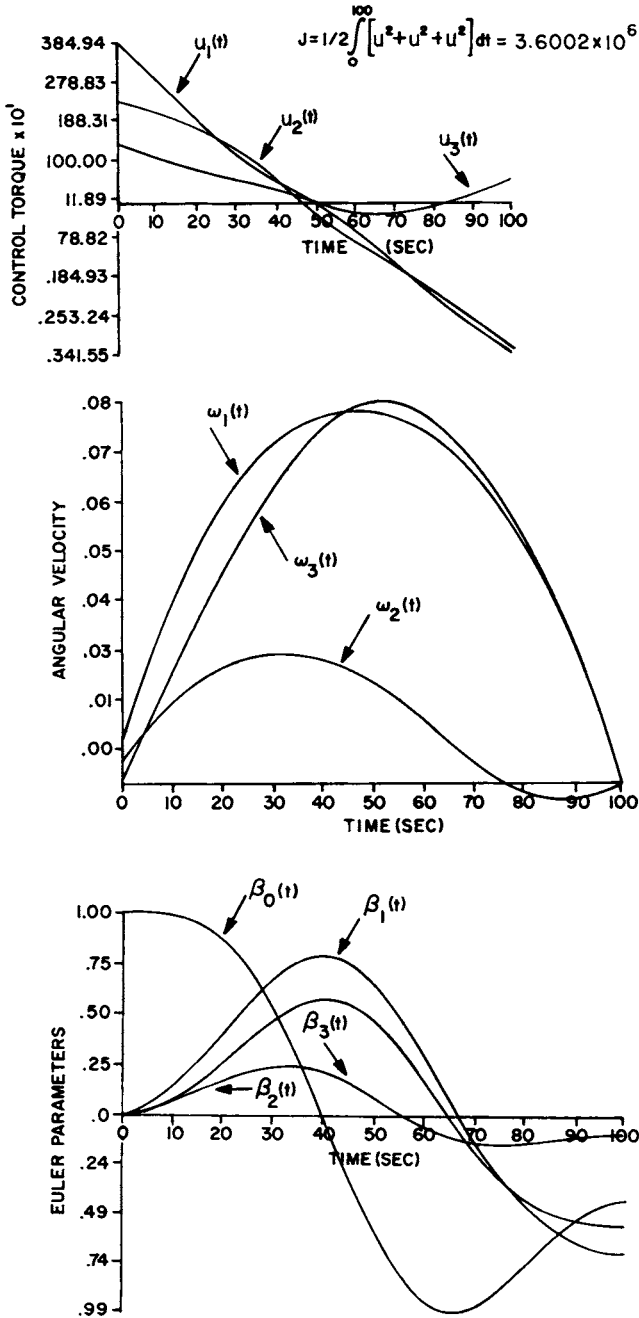 J=1/2∫₀¹⁰⁰[u²+u²+u²]dt = 3.6002x10⁶
CONTROL TORQUE x10¹
384.94
278.83
188.31
100.00
11.89
78.82
.184.93
.253.24
.341.55
u₁(t)
u₂(t)
u₃(t)
0 10 20 30 40 50 60 70 80 90 100
TIME (SEC)
ANGULAR VELOCITY
.08
.07
.06
.05
.04
.03
.01
.00
ω₁(t)
ω₃(t)
ω₂(t)
0 10 20 30 40 50 60 70 80 90 100
TIME (SEC)
EULER PARAMETERS
1.00
.75
.50
.25
.0
.24
.49
.74
.99
β₀(t)
β₁(t)
β₃(t)
β₂(t)
0 10 20 30 40 50 60 70 80 90 100
TIME (SEC)